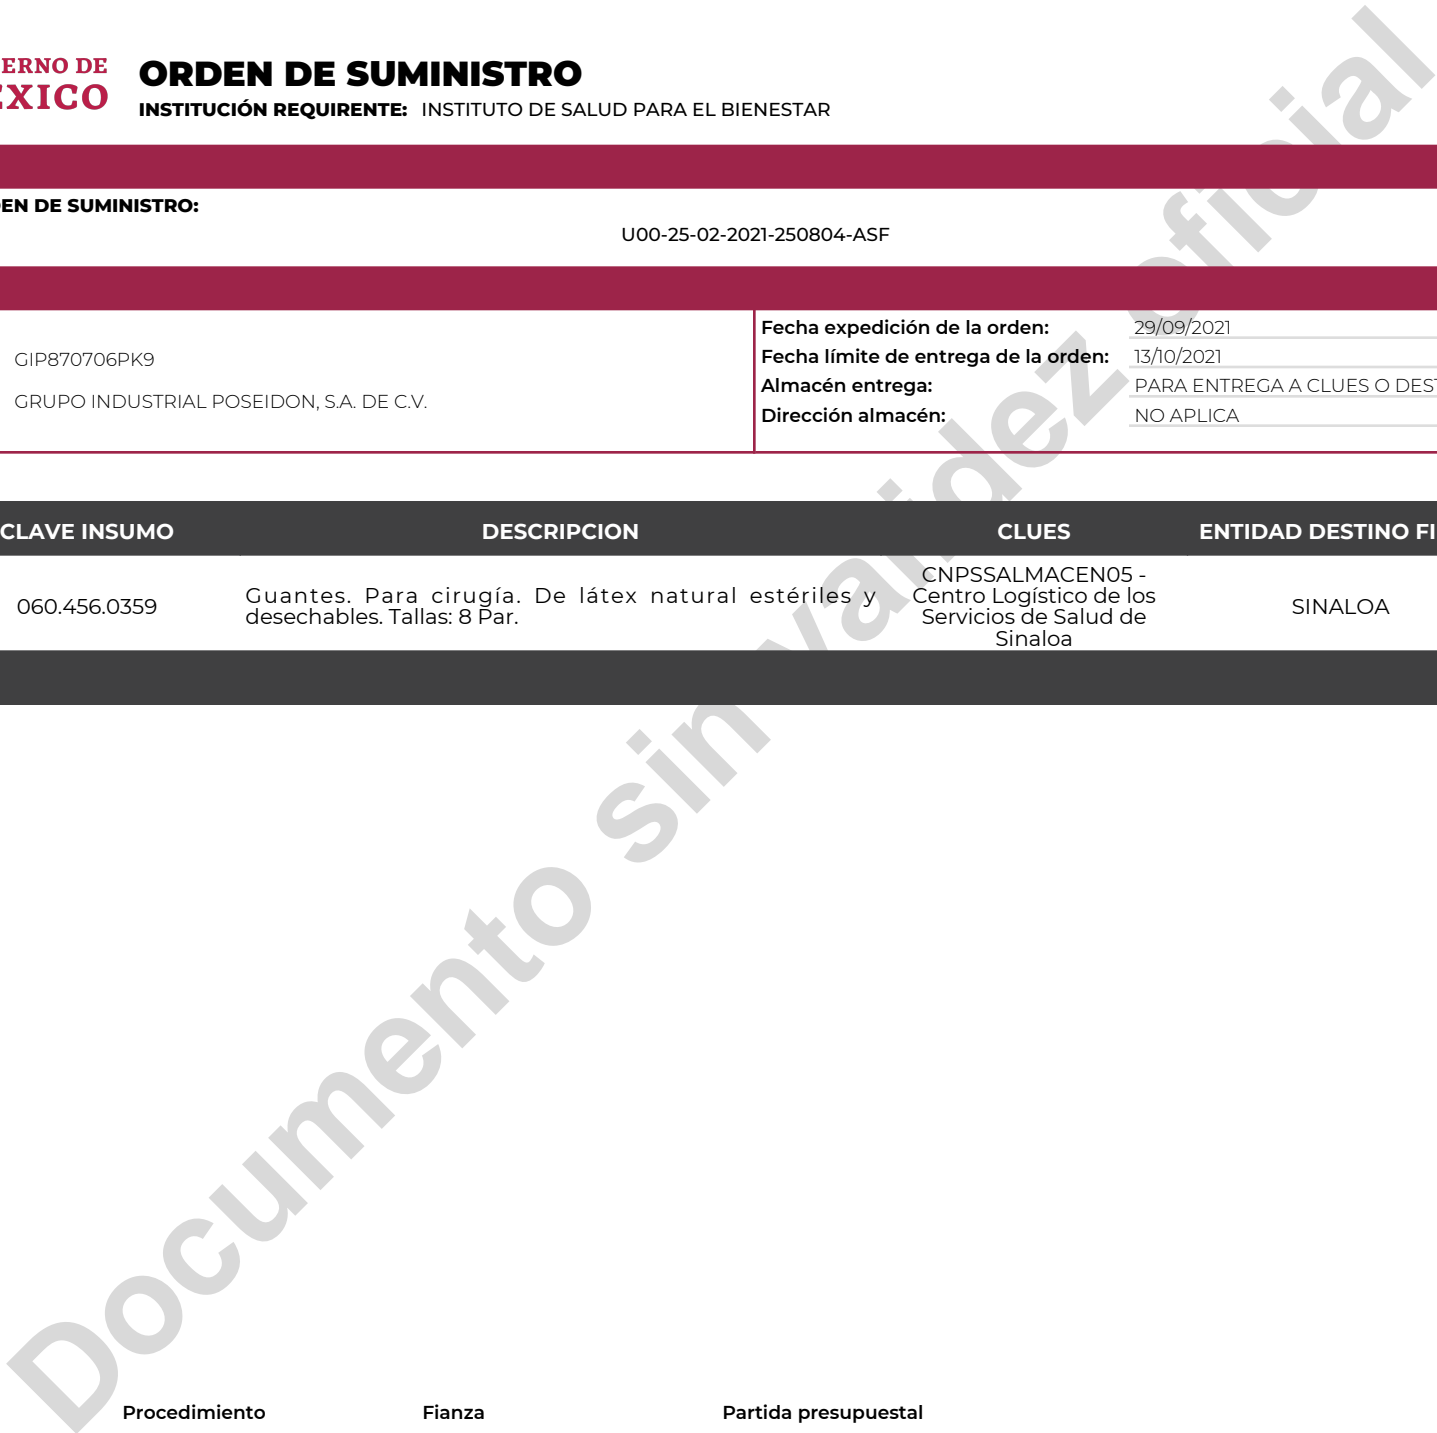 ERNO DE
EXICO
ORDEN DE SUMINISTRO
INSTITUCIÓN REQUIRENTE: INSTITUTO DE SALUD PARA EL BIENESTAR
EN DE SUMINISTRO:
U00-25-02-2021-250804-ASF
GIP870706PK9
GRUPO INDUSTRIAL POSEIDON, S.A. DE C.V.
Fecha expedición de la orden: 29/09/2021
Fecha límite de entrega de la orden: 13/10/2021
Almacén entrega: PARA ENTREGA A CLUES O DEST
Dirección almacén: NO APLICA
CLAVE INSUMO DESCRIPCION CLUES ENTIDAD DESTINO FI
060.456.0359
Guantes. Para cirugía. De látex natural estériles y
desechables. Tallas: 8 Par.
CNPSSALMACEN05 -
Centro Logístico de los
Servicios de Salud de
Sinaloa
SINALOA
Documento sin validez oficial
Procedimiento Fianza Partida presupuestal